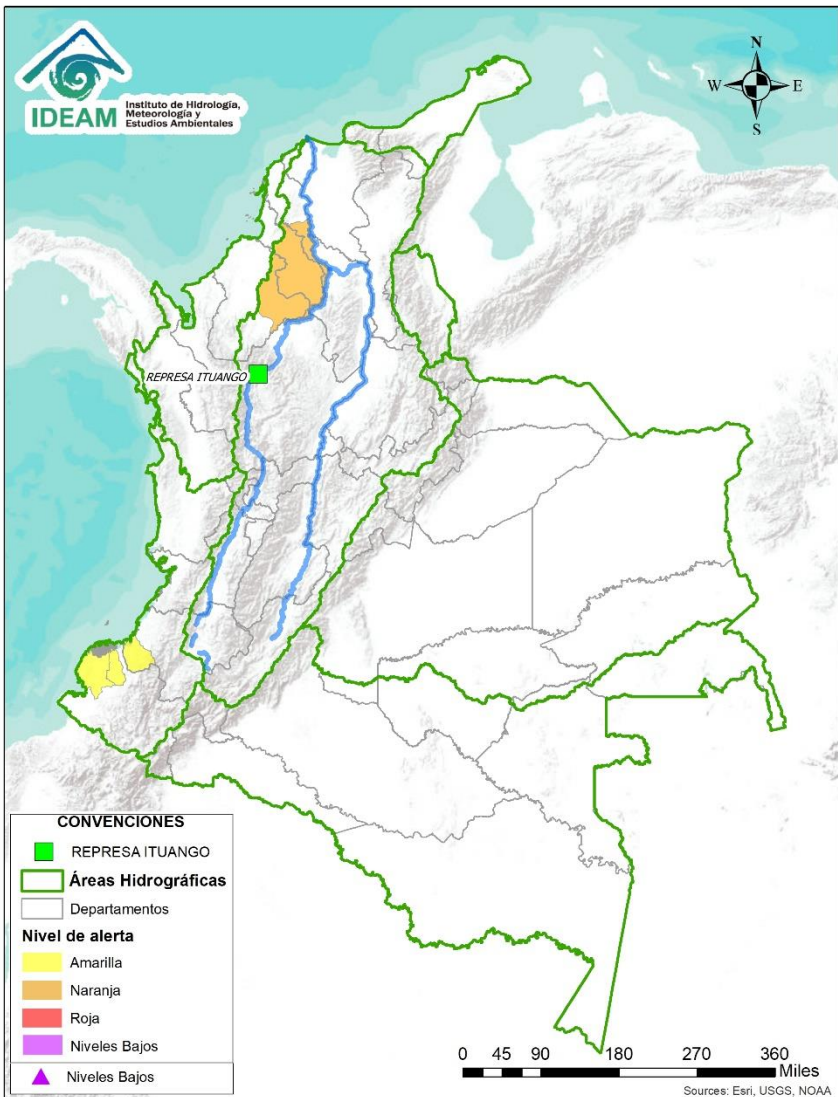 IDEAM
Instituto de Hidrología,
Meteorología y
Estudios Ambientales
N
W
E
S
REPRESA ITUANGO
CONVENCIONES
REPRESA ITUANGO
Áreas Hidrográficas
Departamentos
Nivel de alerta
Amarilla
Naranja
Roja
Niveles Bajos
Niveles Bajos
0 45 90 180 270 360
Miles
Sources: Esri, USGS, NOAA